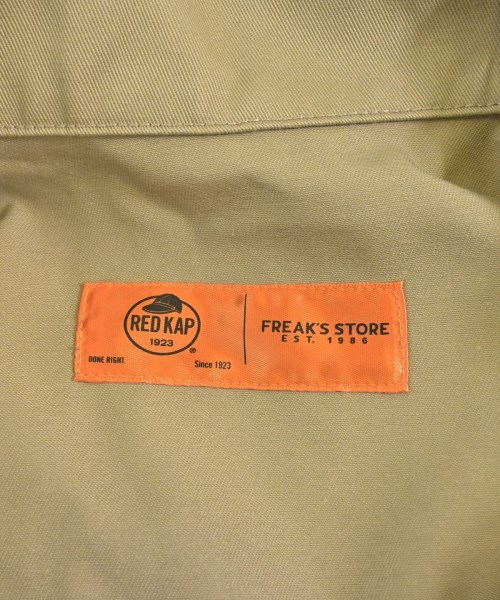 RED KAP
1923
®
DONE RIGHT.
Since 1923
FREAK'S STORE
EST. 1986